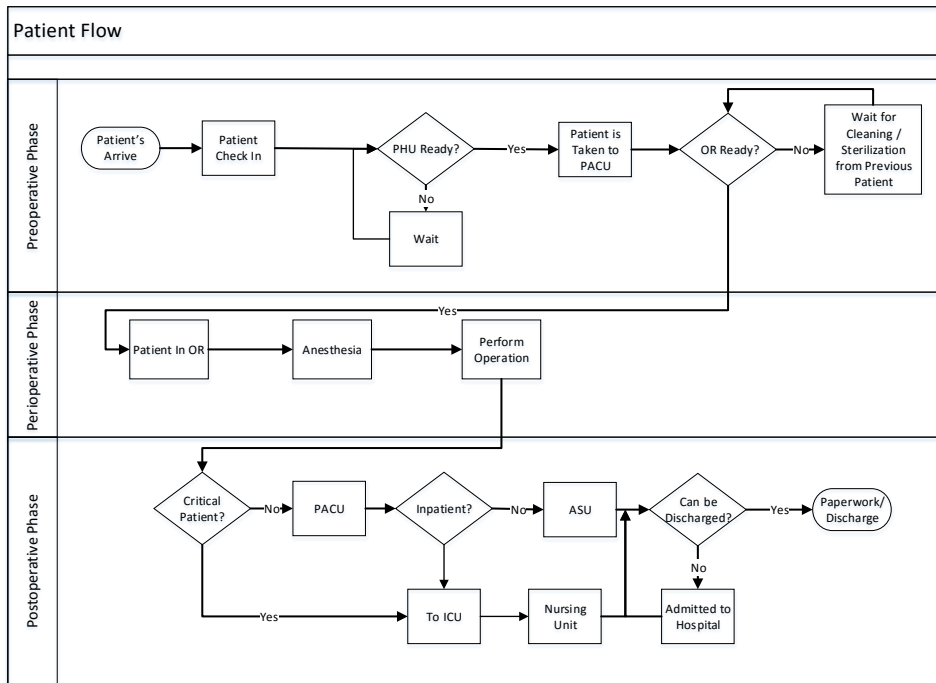 Patient Flow
Preoperative Phase
Patient's
Arrive
Patient
Check In
PHU Ready?
Yes
No
Wait
Patient is
Taken to
PACU
OR Ready?
No
Wait for
Cleaning /
Sterilization
from Previous
Patient
Perioperative Phase
Yes
Patient In OR
Anesthesia
Perform
Operation
Postoperative Phase
Critical
Patient?
No
PACU
Inpatient?
No
ASU
Can be
Discharged?
Yes
Paperwork/
Discharge
Yes
To ICU
Nursing
Unit
No
Admitted to
Hospital